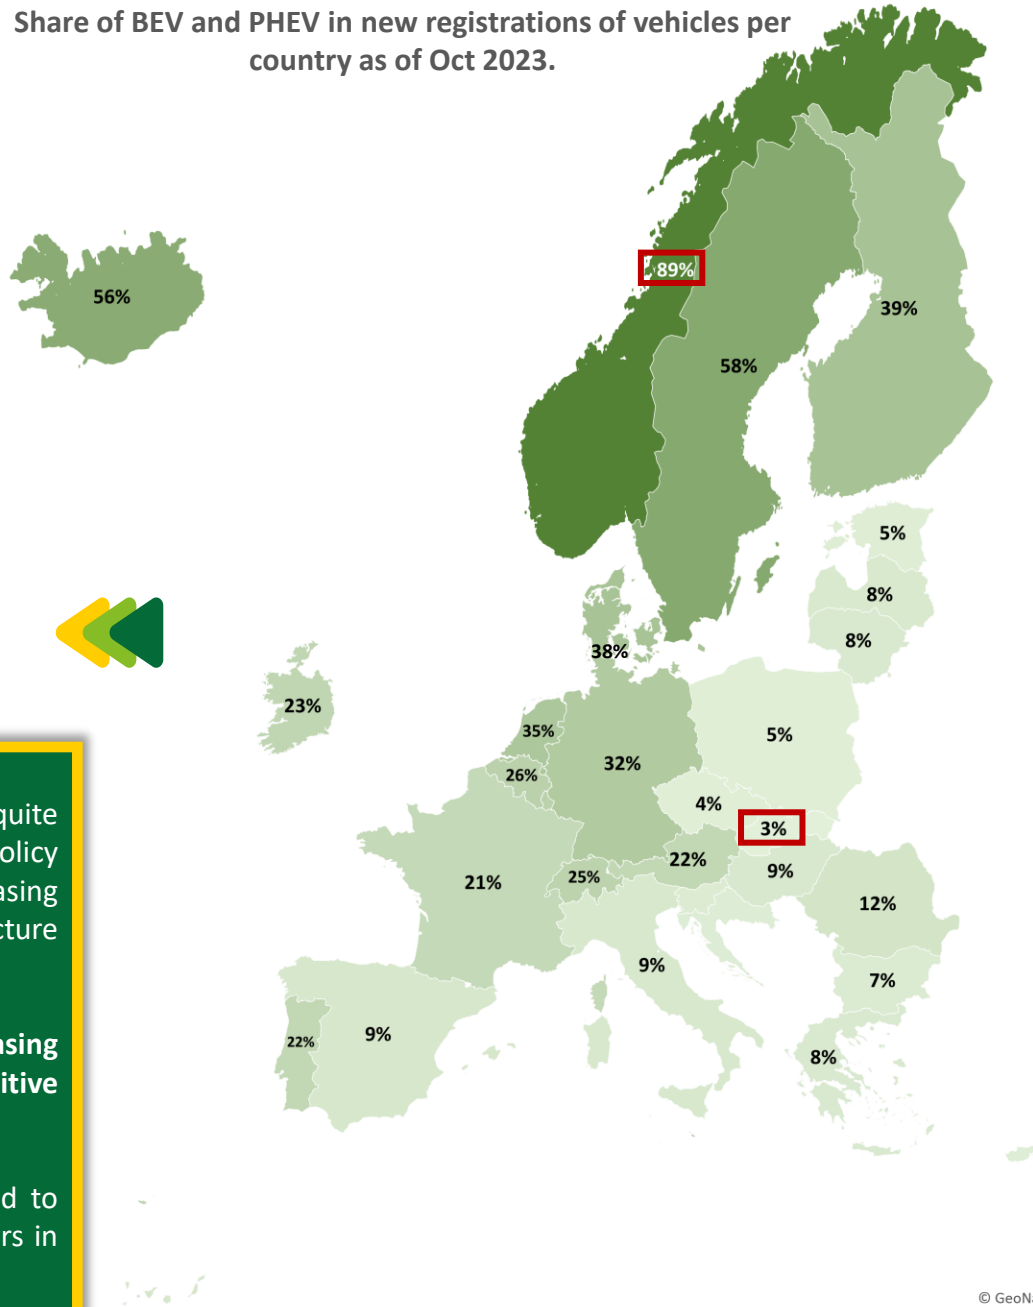 Share of BEV and PHEV in new registrations of vehicles per
country as of Oct 2023.
89%
56%
39%
58%
5%
8%
8%
38%
23%
35%
5%
32%
26%
4%
3%
22%
9%
25%
21%
12%
9%
7%
22%
9%
8%
quite
olicy
asing
cture
asing
itive
d to
rs in
© GeoNa